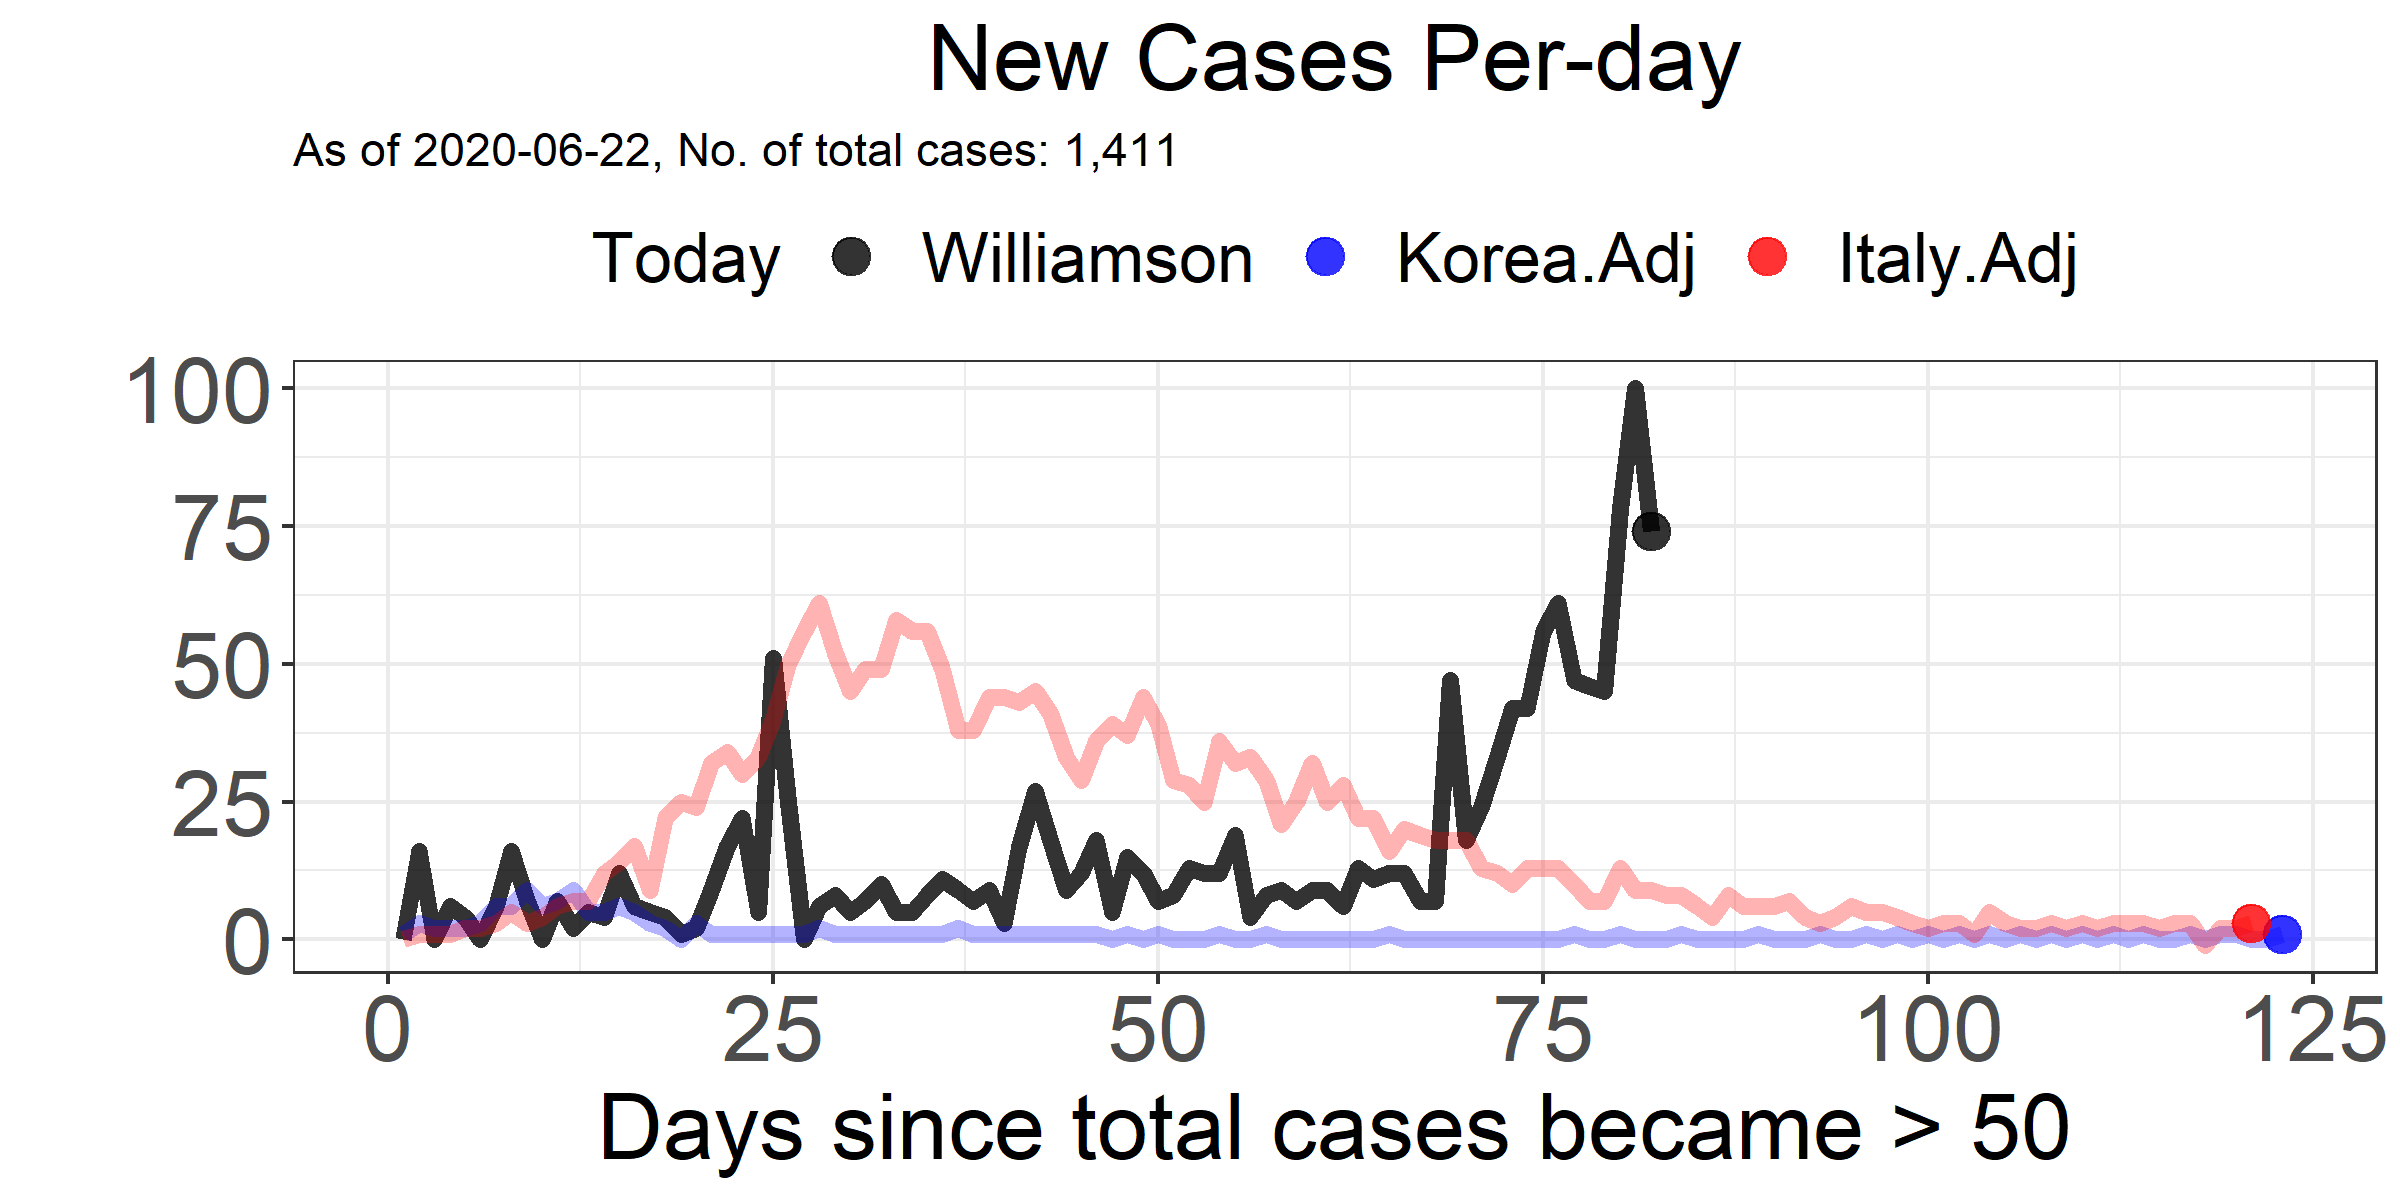 New Cases Per-day
As of 2020-06-22, No. of total cases: 1,411
Today Williamson Korea.Adj Italy.Adj
100
75
50
25
0
0 25 50 75 100 125
Days since total cases became > 50